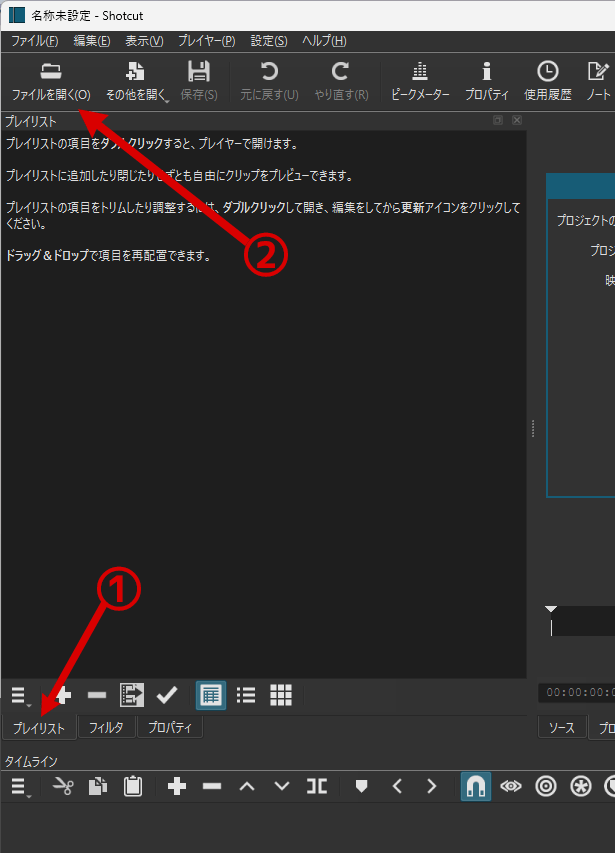 名称未設定 - Shotcut
ファイル(F) 編集(E) 表示(V) プレイヤー(P) 設定(S) ヘルプ(H)
ファイルを開く(O) その他を開く 保存(S) 元に戻す(U) やり直す(R) ピークメーター プロパティ 使用履歴 ノート
プレイリスト
プレイリストの項目をダブルクリックすると、プレイヤーで開けます。
プレイリストに追加したり閉じたりせずとも自由にクリップをプレビューできます。
プレイリストの項目をトリムしたり調整するには、ダブルクリックして開き、編集をしてから更新アイコンをクリックして
ください。
ドラッグ＆ドロップで項目を再配置できます。
②
プロジェクトの
プロジ
映
①
00:00:00:
プレイリスト フィルタ プロパティ
ソース プロ
タイムライン